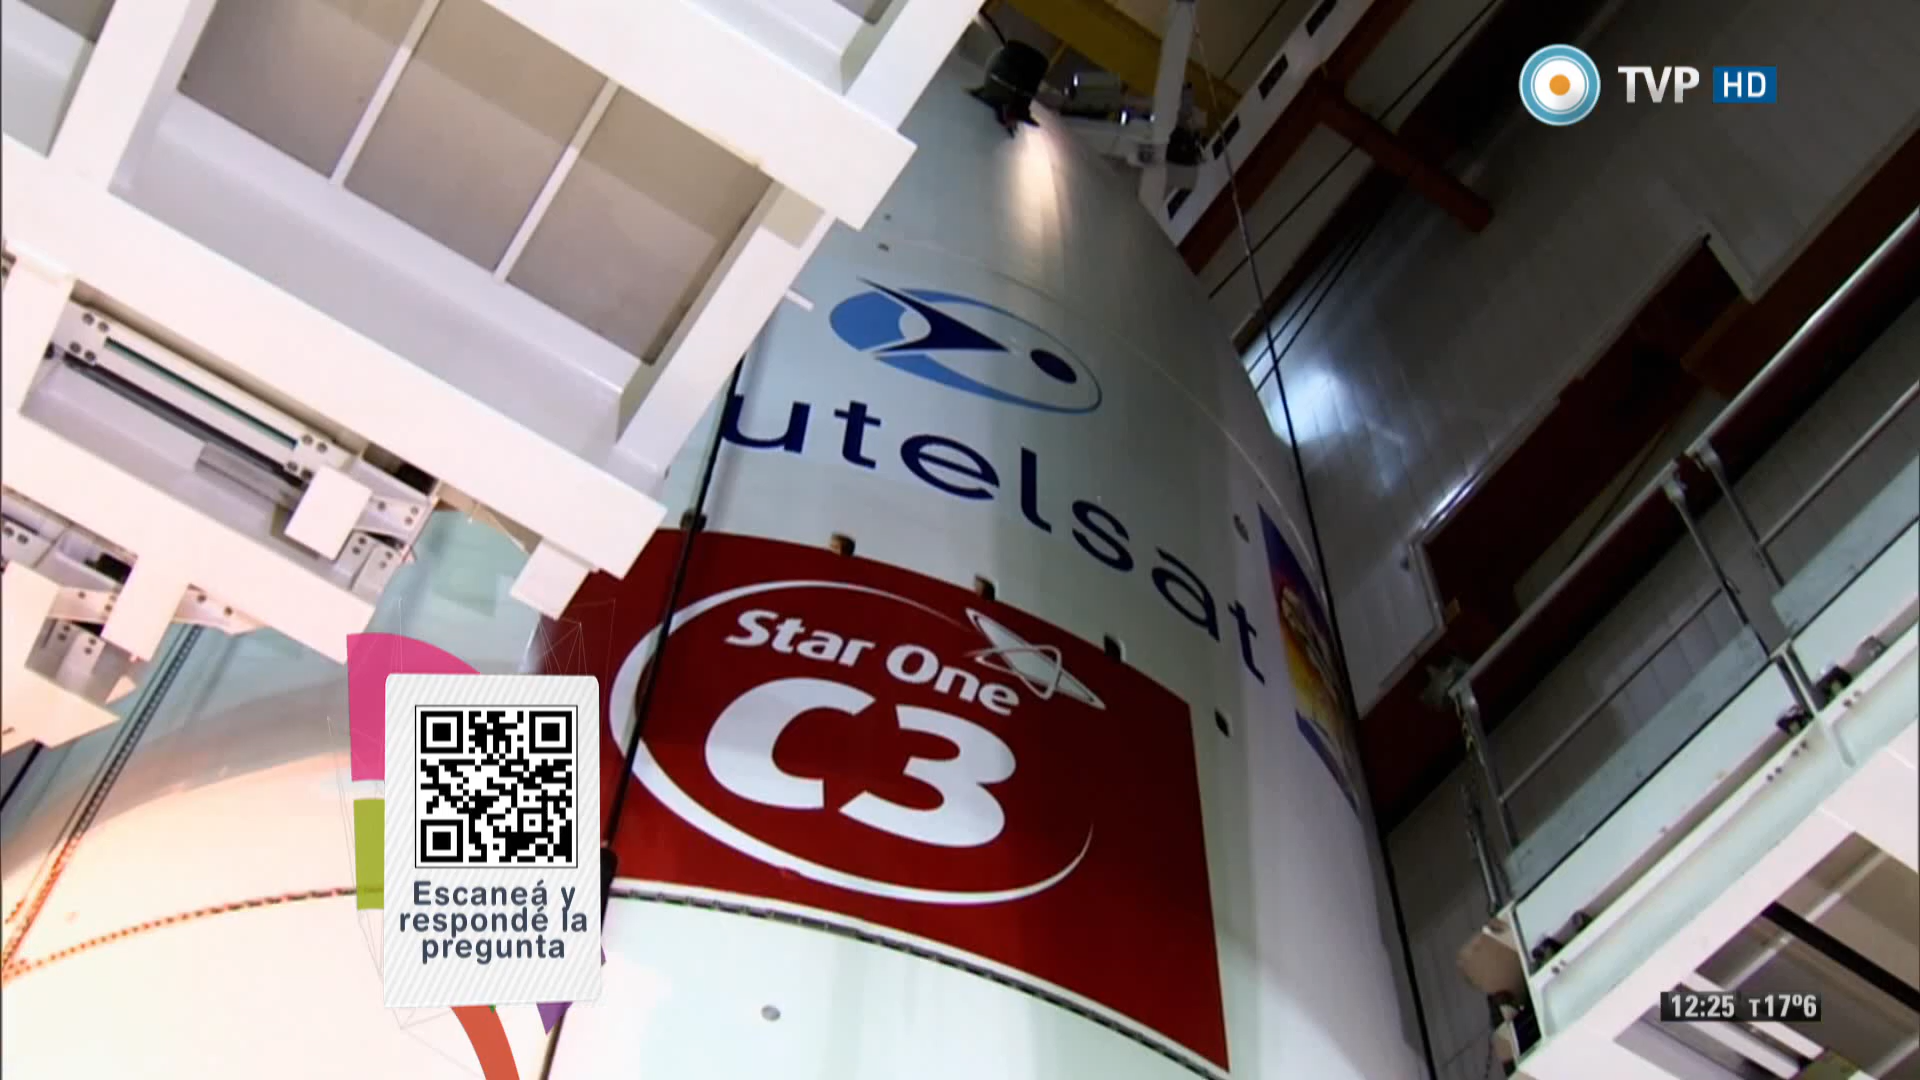 TVP HD
utelsat
Star One
C3
Escaneá y
respondé la
pregunta
12:25 T17º6